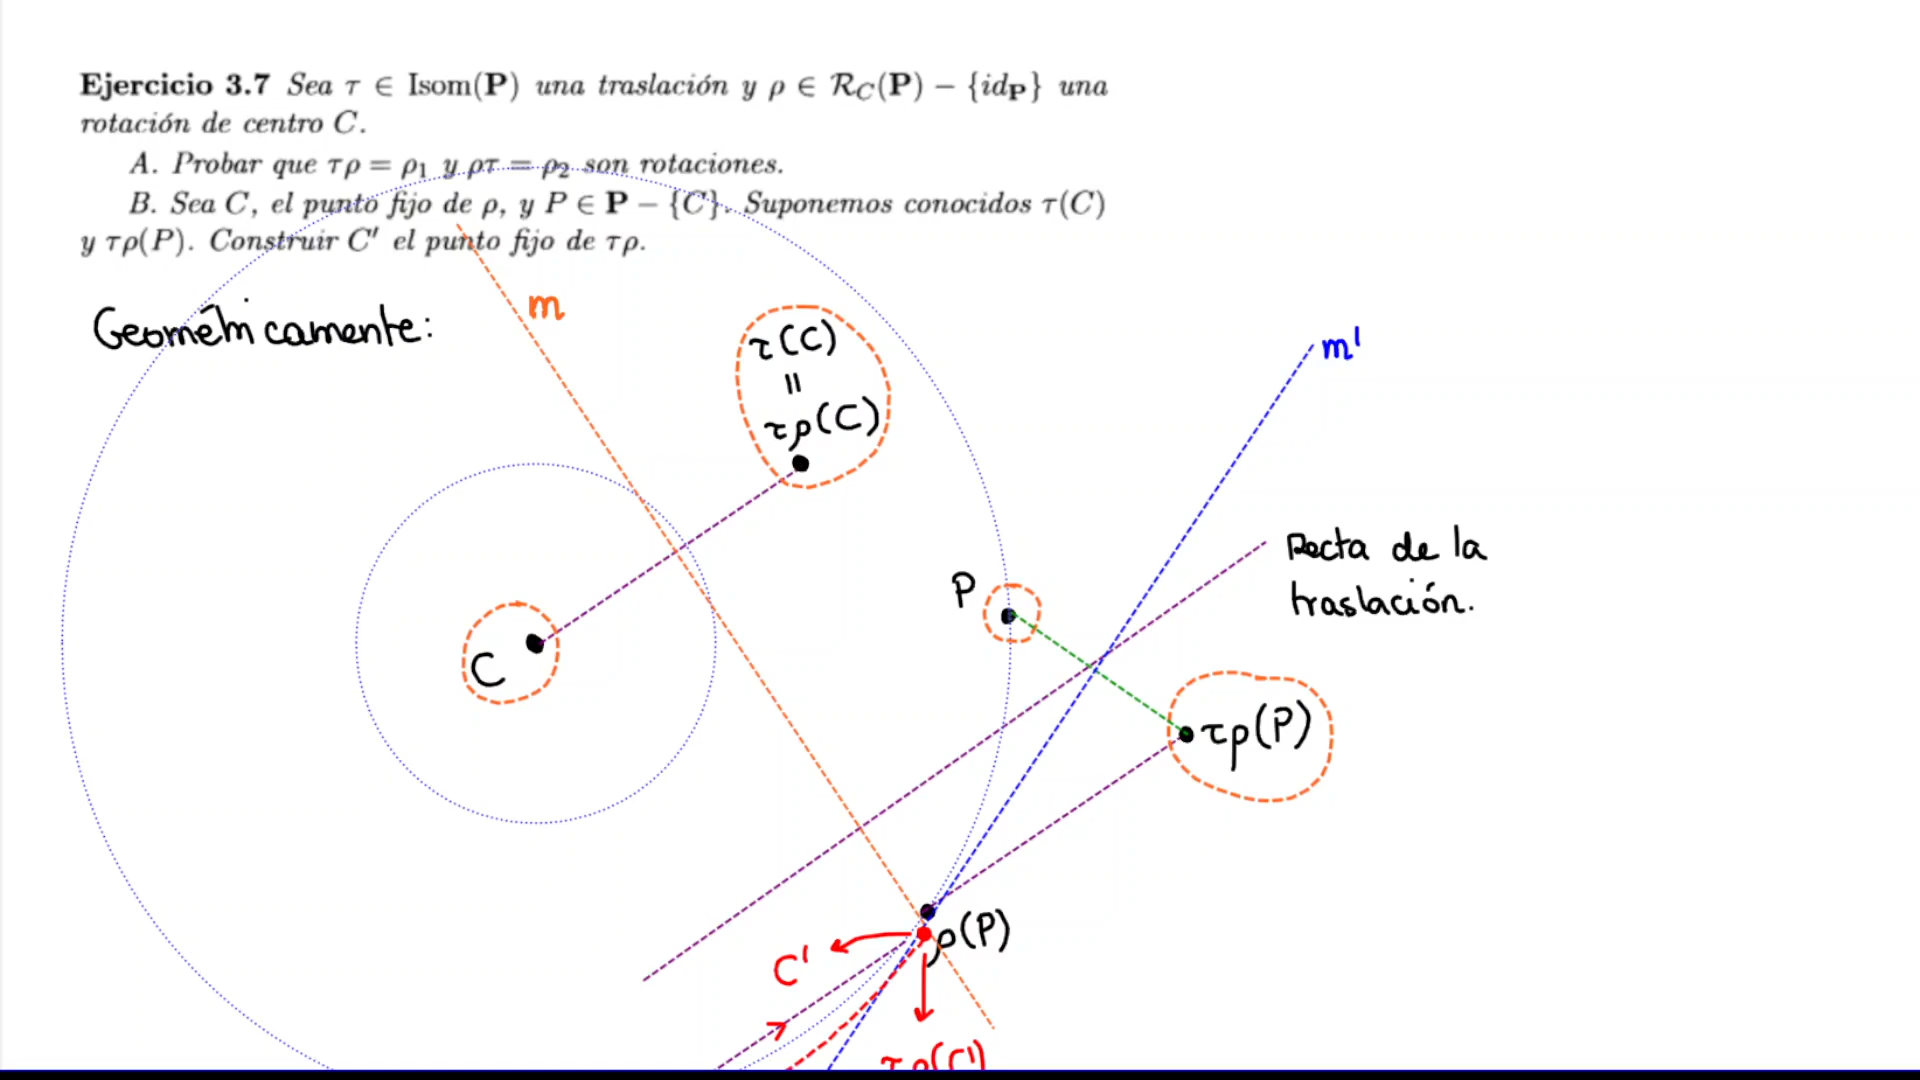 Ejercicio 3.7 Sea τ ∈ Isom(P) una traslación y ρ ∈ R_C(P) − {id_P} una
rotación de centro C.
A. Probar que τρ = ρ₁ y ρτ = ρ₂ son rotaciones.
B. Sea C, el punto fijo de ρ, y P ∈ P − {C}. Suponemos conocidos τ(C)
y τρ(P). Construir C′ el punto fijo de τρ.
Geométricamente:
m
τ(C)
=
τρ(C)
m'
Recta de la
traslación.
P
C
τρ(P)
ρ(P)
C'
τρ(C')